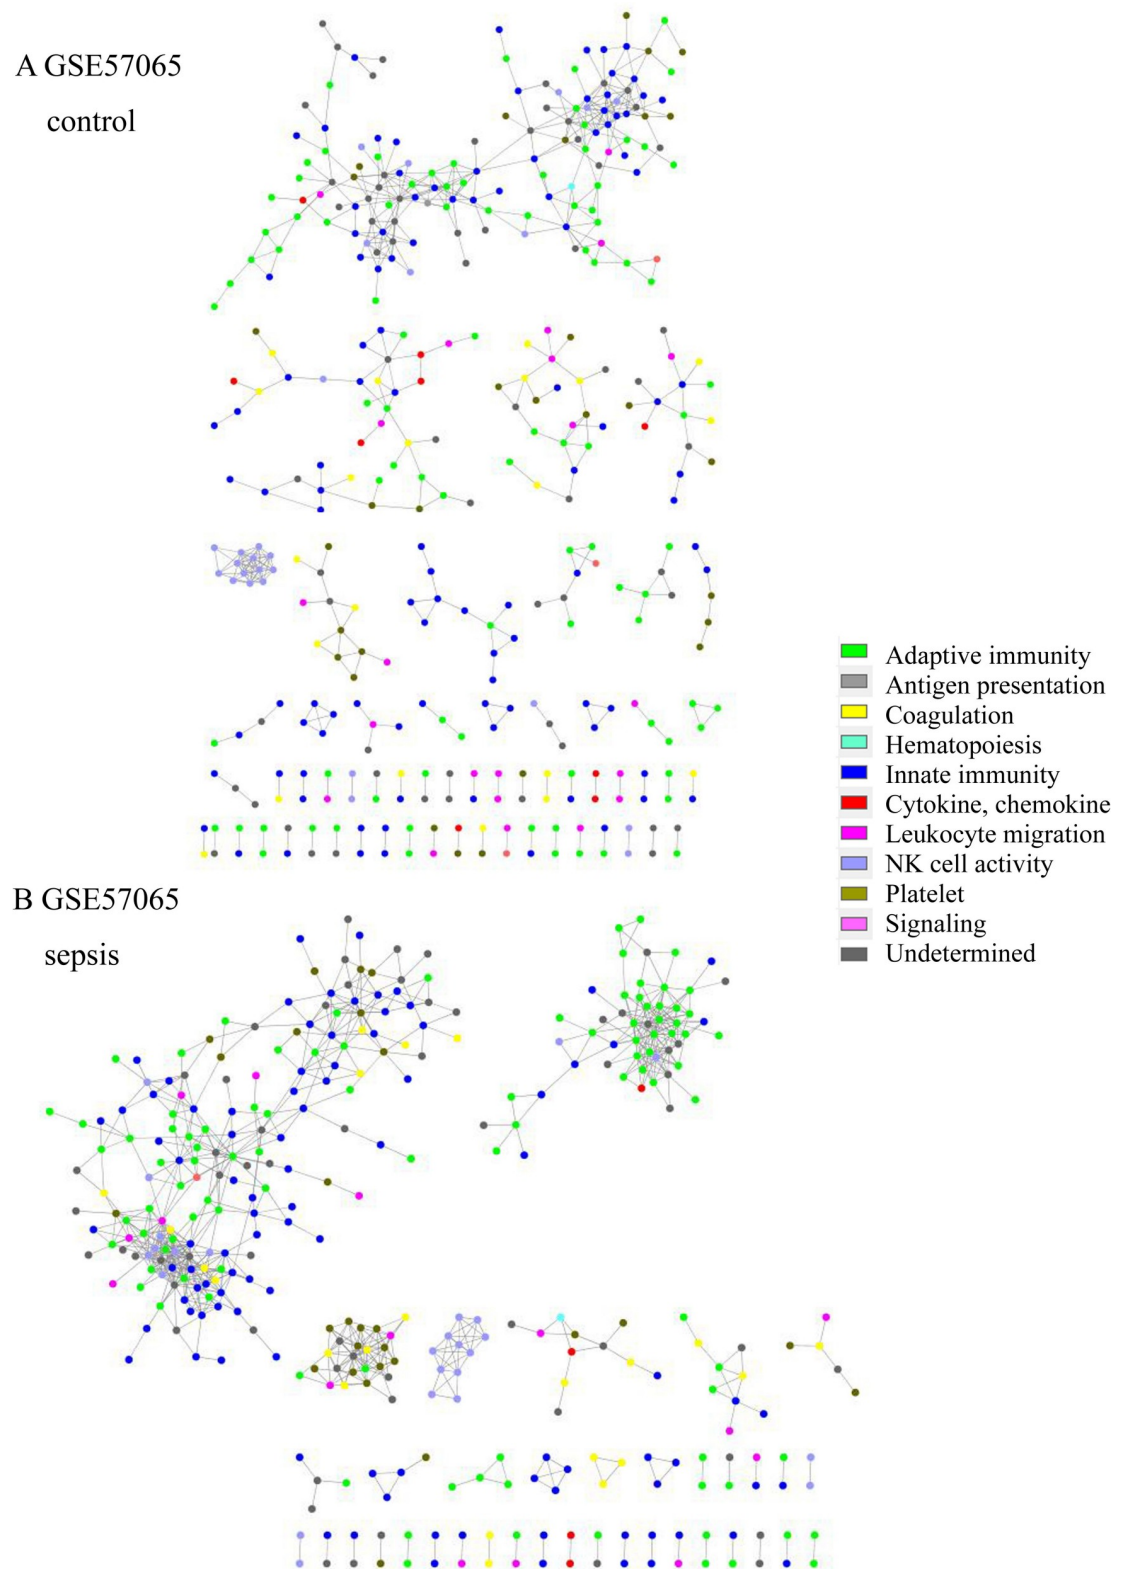 A GSE57065
control
Adaptive immunity
Antigen presentation
Coagulation
Hematopoiesis
Innate immunity
Cytokine, chemokine
Leukocyte migration
NK cell activity
Platelet
Signaling
Undetermined
B GSE57065
sepsis